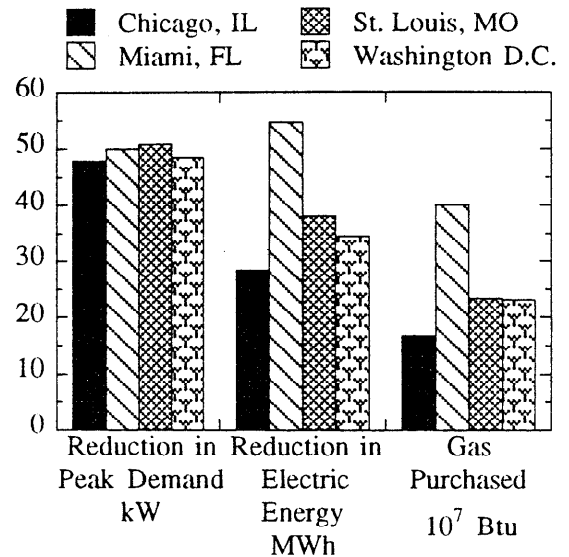 Chicago, IL
St. Louis, MO
Miami, FL
Washington D.C.
60
50
40
30
20
10
0
Reduction in
Peak Demand
kW
Reduction in
Electric
Energy
MWh
Gas
Purchased
10⁷ Btu